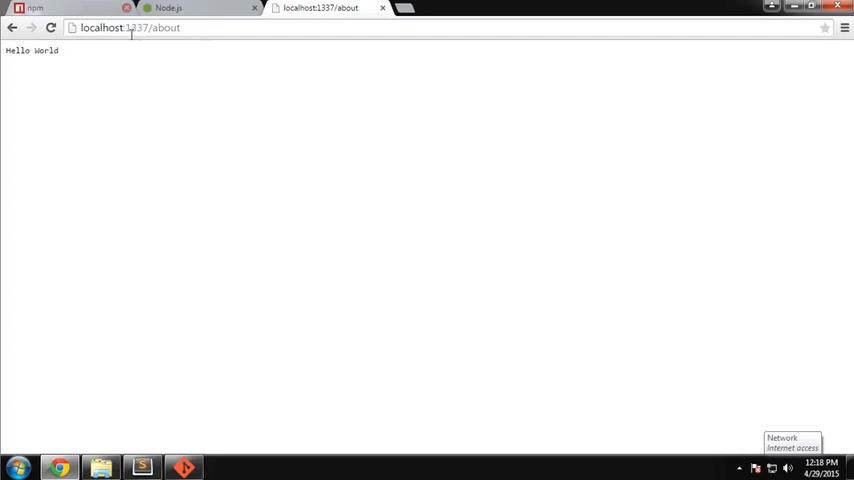 npm
Node.js
localhost:1337/about
localhost:1337/about
Hello World
Network
Internet access
12:18 PM
4/29/2015